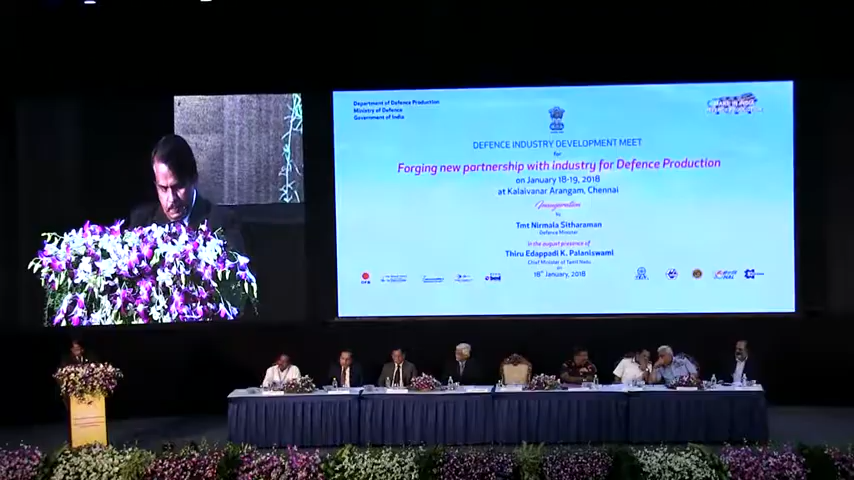 Department of Defence Production
Ministry of Defence
Government of India
MAKE IN INDIA
DEFENCE INDUSTRY DEVELOPMENT MEET
for
Forging new partnership with industry for Defence Production
on January 18-19, 2018
at Kalaivanar Arangam, Chennai
Inauguration
by
Tmt Nirmala Sitharaman
Defence Minister
in the august presence of
Thiru Edappadi K. Palaniswami
Chief Minister of Tamil Nadu
on
18th January, 2018